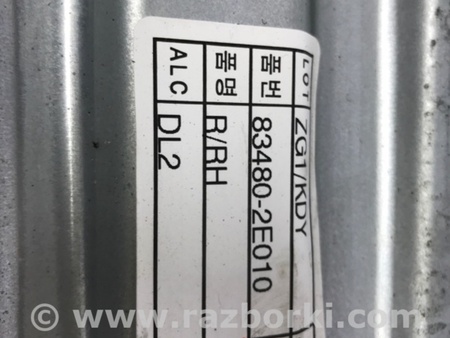 LOT ZG1/KDY
품번 83480-2E010
품명 R/RH
ALC DL2
© www.razborki.com